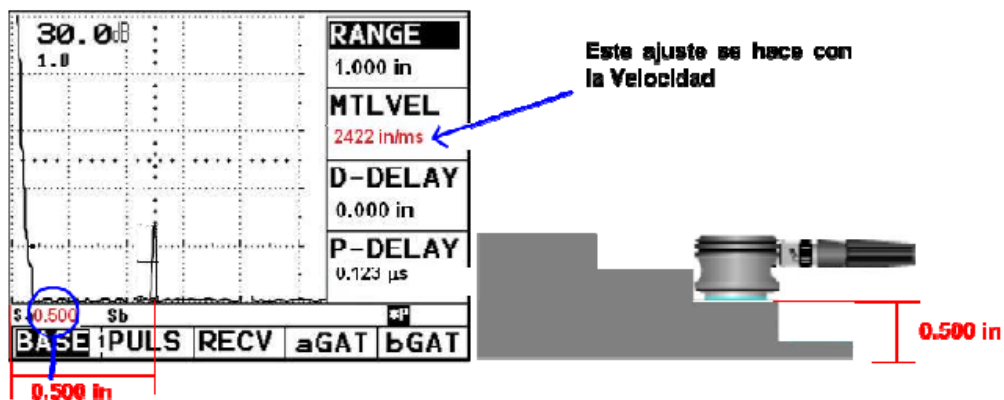 30.0dB
1.0
RANGE
1.000 in
MTLVEL
2422 in/ms
D-DELAY
0.000 in
P-DELAY
0.123 µs
0.500 Sb *P
BASE PULS RECV aGAT bGAT
0.500 in
Este ajuste se hace con
la Velocidad
0.500 in